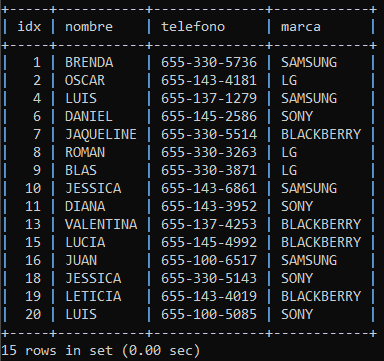 +-----+-----------+--------------+------------+
| idx | nombre    | telefono     | marca      |
+-----+-----------+--------------+------------+
|   1 | BRENDA    | 655-330-5736 | SAMSUNG    |
|   2 | OSCAR     | 655-143-4181 | LG         |
|   4 | LUIS      | 655-137-1279 | SAMSUNG    |
|   6 | DANIEL    | 655-145-2586 | SONY       |
|   7 | JAQUELINE | 655-330-5514 | BLACKBERRY |
|   8 | ROMAN     | 655-330-3263 | LG         |
|   9 | BLAS      | 655-330-3871 | LG         |
|  10 | JESSICA   | 655-143-6861 | SAMSUNG    |
|  11 | DIANA     | 655-143-3952 | SONY       |
|  13 | VALENTINA | 655-137-4253 | BLACKBERRY |
|  15 | LUCIA     | 655-145-4992 | BLACKBERRY |
|  16 | JUAN      | 655-100-6517 | SAMSUNG    |
|  18 | JESSICA   | 655-330-5143 | SONY       |
|  19 | LETICIA   | 655-143-4019 | BLACKBERRY |
|  20 | LUIS      | 655-100-5085 | SONY       |
+-----+-----------+--------------+------------+
15 rows in set (0.00 sec)